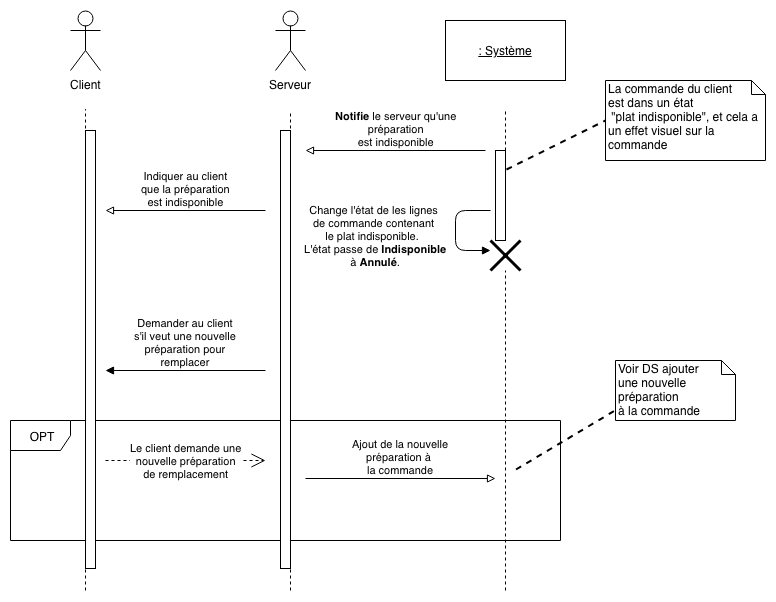 Client
Serveur
: Système
La commande du client
est dans un état
"plat indisponible", et cela a
un effet visuel sur la
commande
Notifie le serveur qu'une
préparation
est indisponible
Indiquer au client
que la préparation
est indisponible
Change l'état de les lignes
de commande contenant
le plat indisponible.
L'état passe de Indisponible
à Annulé.
Demander au client
s'il veut une nouvelle
préparation pour
remplacer
Voir DS ajouter
une nouvelle
préparation
à la commande
OPT
Le client demande une
nouvelle préparation
de remplacement
Ajout de la nouvelle
préparation à
la commande